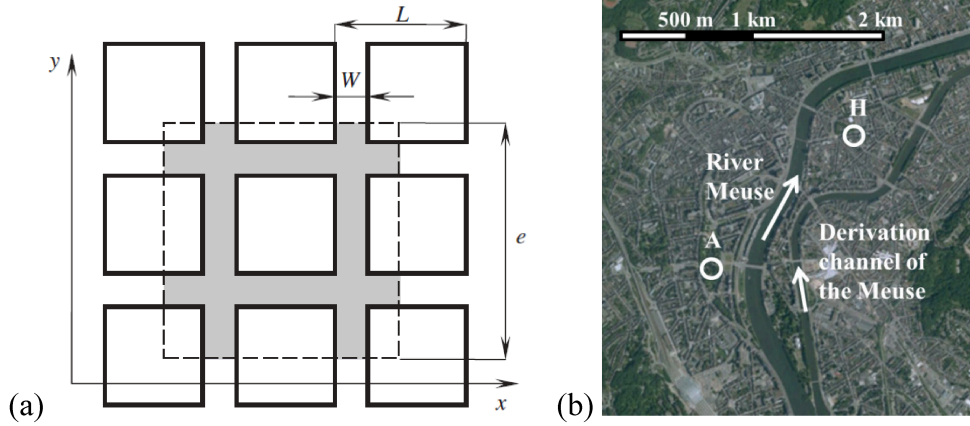 L
y
W
e
x
(a)
500 m 1 km 2 km
H
River
Meuse
A
Derivation
channel of
the Meuse
(b)